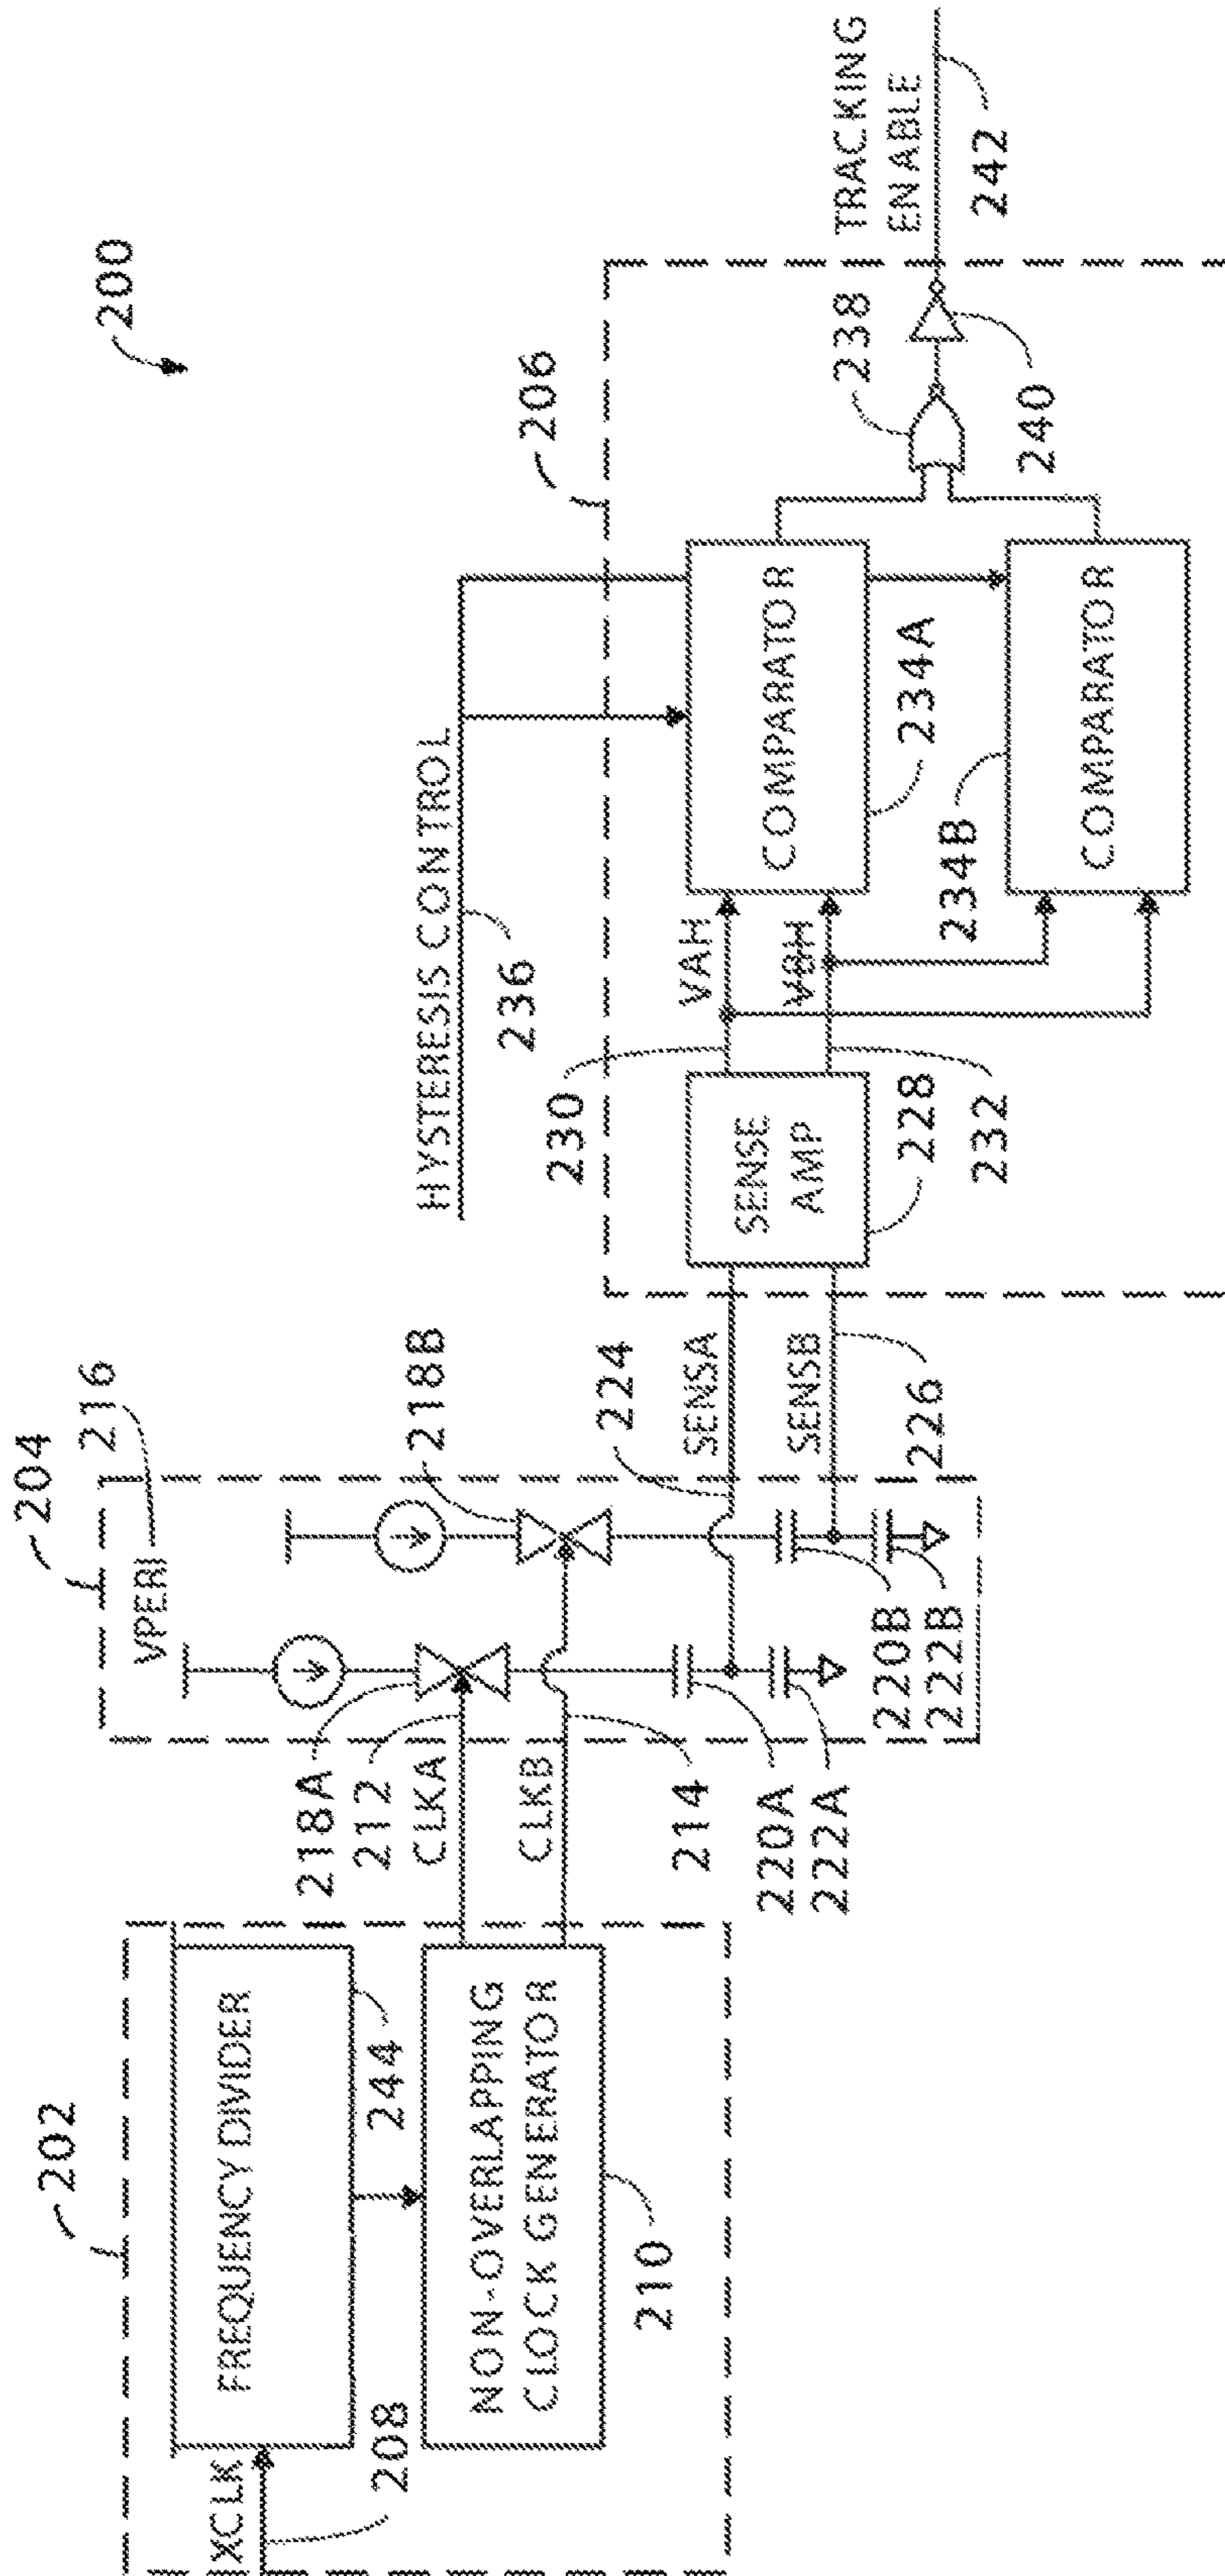 200
202
XCLK
208
FREQUENCY DIVIDER
244
NON-OVERLAPPING
CLOCK GENERATOR
210
204
VPERI
216
218A
212
CLKA
CLKB
214
218B
220A
222A
220B
222B
224
SENSA
SENSB
226
206
HYSTERESIS CONTROL
236
230
SENSE
AMP
228
232
VAH
VBH
COMPARATOR
234A
234B
COMPARATOR
238
240
TRACKING
ENABLE
242